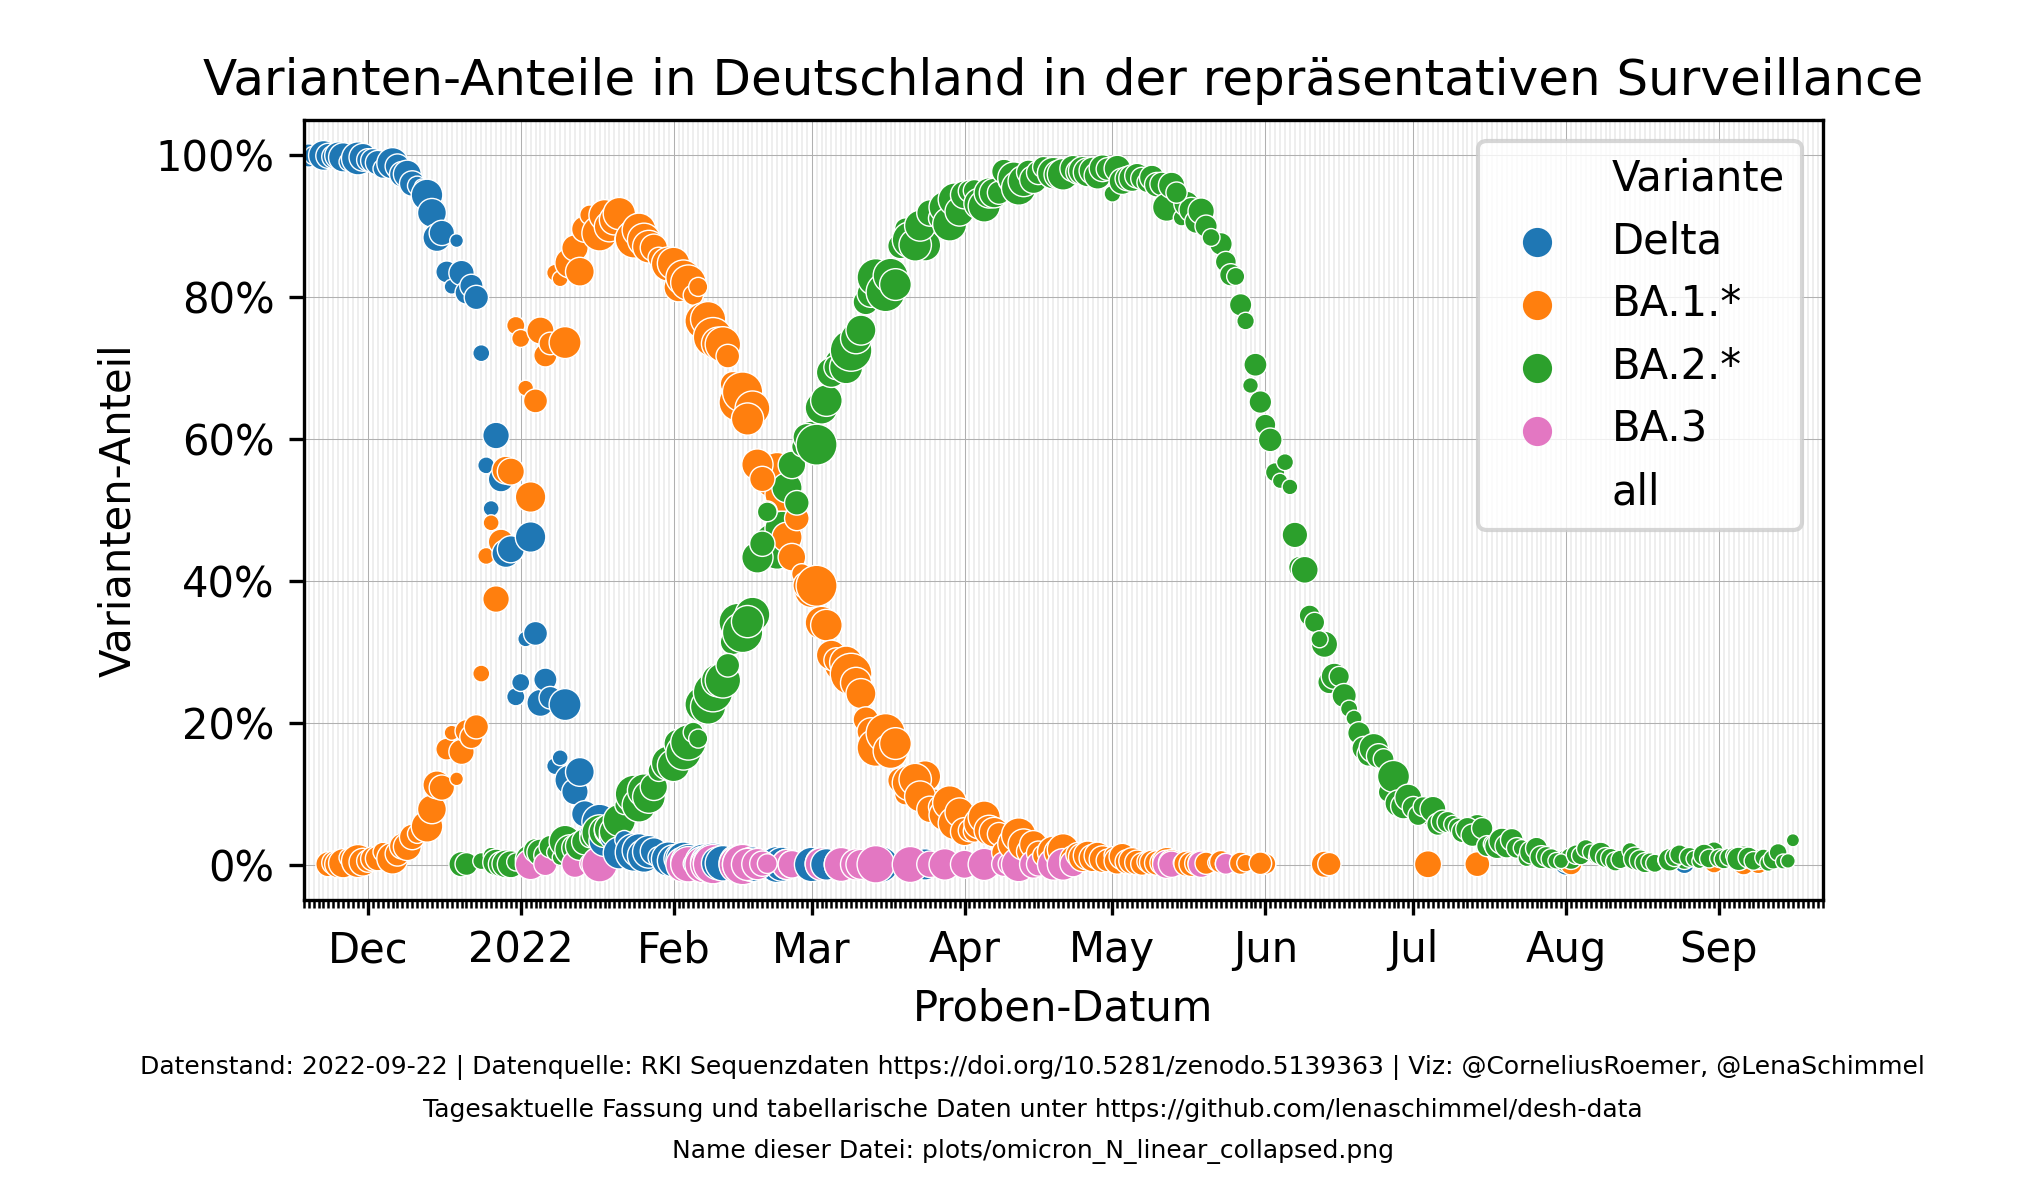 Varianten-Anteile in Deutschland in der repräsentativen Surveillance
Varianten-Anteil
100%
80%
60%
40%
20%
0%
Variante
Delta
BA.1.*
BA.2.*
BA.3
all
Dec 2022 Feb Mar Apr May Jun Jul Aug Sep
Proben-Datum
Datenstand: 2022-09-22 | Datenquelle: RKI Sequenzdaten https://doi.org/10.5281/zenodo.5139363 | Viz: @CorneliusRoemer, @LenaSchimmel
Tagesaktuelle Fassung und tabellarische Daten unter https://github.com/lenaschimmel/desh-data
Name dieser Datei: plots/omicron_N_linear_collapsed.png